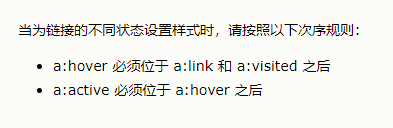 当为链接的不同状态设置样式时，请按照以下次序规则：
• a:hover 必须位于 a:link 和 a:visited 之后
• a:active 必须位于 a:hover 之后